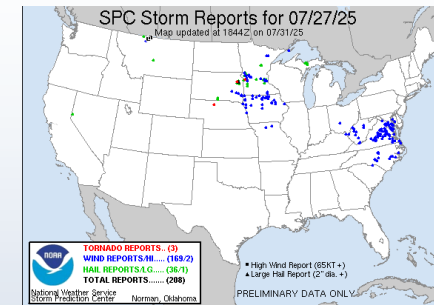 SPC Storm Reports for 07/27/25
Map updated at 1844Z on 07/31/25
NOAA
TORNADO REPORTS.. (3)
WIND REPORTS/HI..... (169/2)
HAIL REPORTS/LG..... (36/1)
TOTAL REPORTS....... (208)
National Weather Service
Storm Prediction Center Norman, Oklahoma
■ High Wind Report (65KT +)
▲ Large Hail Report (2" dia. +)
PRELIMINARY DATA ONLY